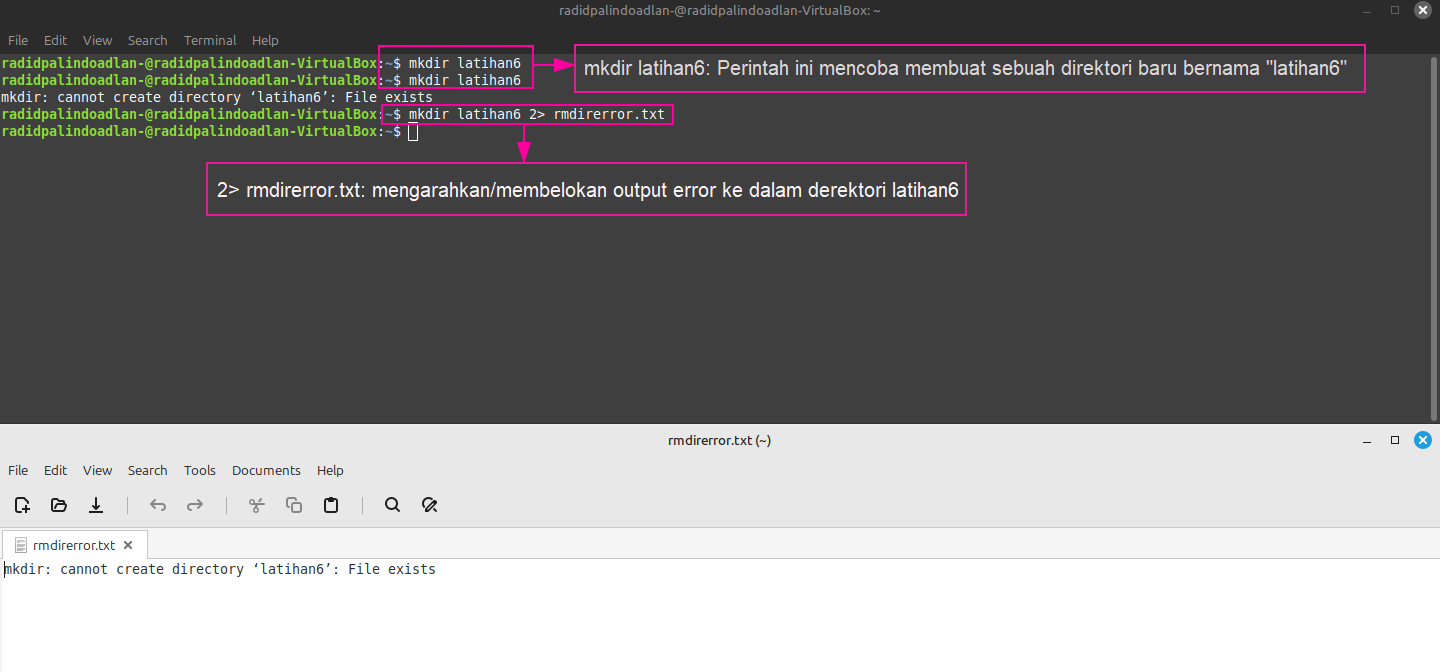 radidpalindoadlan-@radidpalindoadlan-VirtualBox: ~
File Edit View Search Terminal Help
radidpalindoadlan-@radidpalindoadlan-VirtualBox:~$ mkdir latihan6
radidpalindoadlan-@radidpalindoadlan-VirtualBox:~$ mkdir latihan6
mkdir: cannot create directory ‘latihan6’: File exists
radidpalindoadlan-@radidpalindoadlan-VirtualBox:~$ mkdir latihan6 2> rmdirerror.txt
radidpalindoadlan-@radidpalindoadlan-VirtualBox:~$
mkdir latihan6: Perintah ini mencoba membuat sebuah direktori baru bernama "latihan6"
2> rmdirerror.txt: mengarahkan/membelokan output error ke dalam derektori latihan6
rmdirerror.txt (~)
File Edit View Search Tools Documents Help
rmdirerror.txt
mkdir: cannot create directory ‘latihan6’: File exists